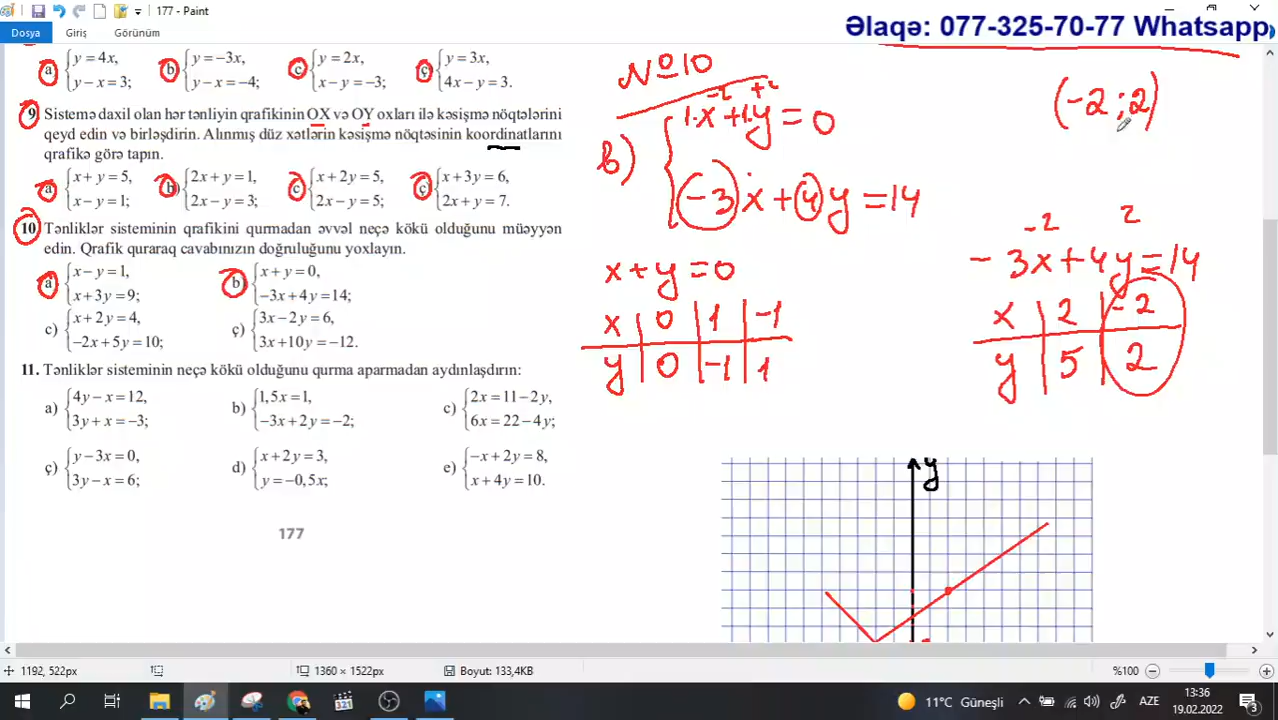 177 - Paint
Əlaqə: 077-325-70-77 Whatsapp
Dosya Giriş Görünüm
a {y = 4x, y – x = 3; b {y = –3x, y – x = –4; c {y = 2x, x – y = –3; ç {y = 3x, 4x – y = 3.
9 Sistemə daxil olan hər tənliyin qrafikinin OX və OY oxları ilə kəsişmə nöqtələrini
qeyd edin və birləşdirin. Alınmış düz xətlərin kəsişmə nöqtəsinin koordinatlarını
qrafikə görə tapın.
a {x + y = 5, x – y = 1; b) {2x + y = 1, 2x – y = 3; c {x + 2y = 5, 2x – y = 5; ç {x + 3y = 6, 2x + y = 7.
10 Tənliklər sisteminin qrafikini qurmadan əvvəl neçə kökü olduğunu müəyyən
edin. Qrafik quraraq cavabınızın doğruluğunu yoxlayın.
a {x – y = 1, x + 3y = 9; b {x + y = 0, –3x + 4y = 14;
c) {x + 2y = 4, –2x + 5y = 10; ç) {3x – 2y = 6, 3x + 10y = –12.
11. Tənliklər sisteminin neçə kökü olduğunu qurma aparmadan aydınlaşdırın:
a) {4y – x = 12, 3y + x = –3; b) {1,5x = 1, –3x + 2y = –2; c) {2x = 11 – 2y, 6x = 22 – 4y;
ç) {y – 3x = 0, 3y – x = 6; d) {x + 2y = 3, y = –0,5x; e) {–x + 2y = 8, x + 4y = 10.
177
№10
-2 +2
b) {1·x + 1·y = 0
-3x + 4y = 14
x + y = 0
x 0 1 -1
y 0 -1 1
(-2 ; 2)
-2 2
- 3x + 4y = 14
x 2 -2
y 5 2
y
1192, 522px 1360 × 1522px Boyut: 133,4KB %100
11°C Güneşli AZE 13:36
19.02.2022 3